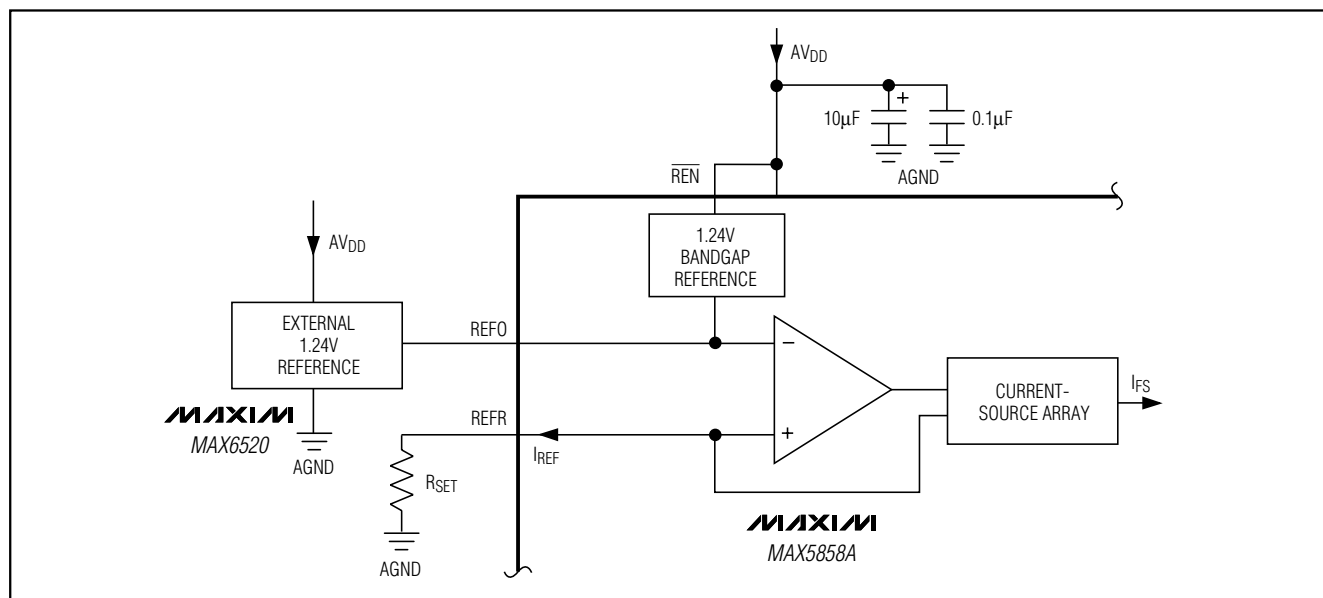 AVDD
+
10µF
0.1µF
REN
AGND
AVDD
1.24V
BANDGAP
REFERENCE
EXTERNAL
1.24V
REFERENCE
REFO
−
CURRENT-
SOURCE ARRAY
IFS
MAXIM
MAX6520
REFR
+
IREF
AGND
RSET
MAXIM
MAX5858A
AGND